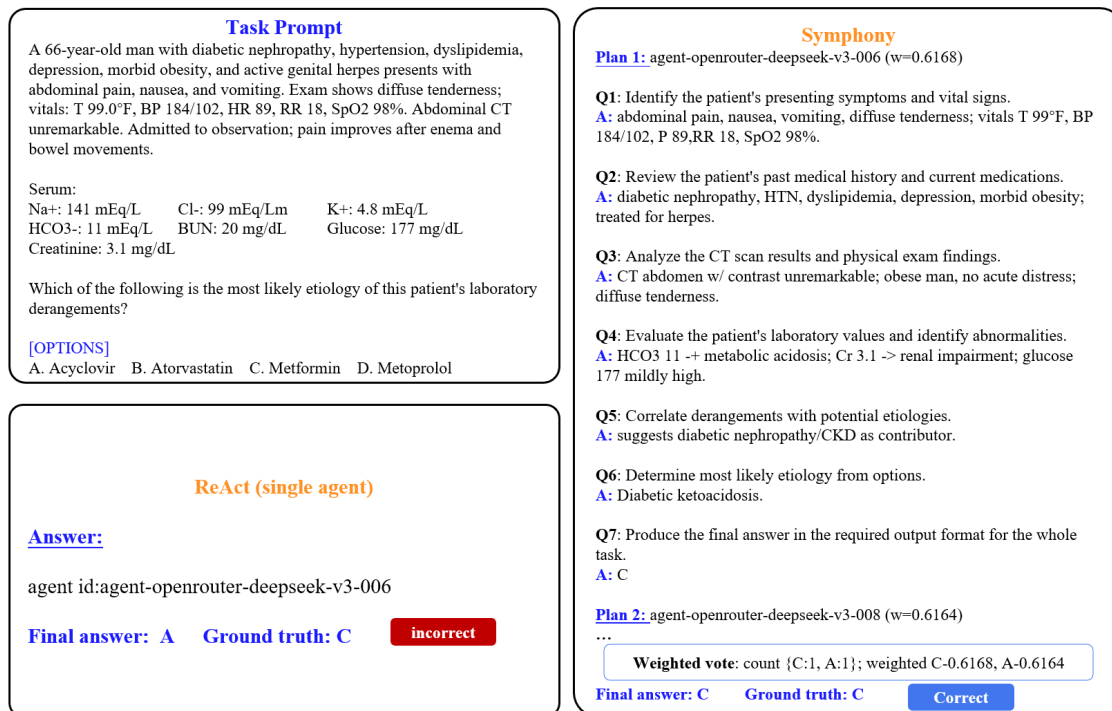 Task Prompt
A 66-year-old man with diabetic nephropathy, hypertension, dyslipidemia,
depression, morbid obesity, and active genital herpes presents with
abdominal pain, nausea, and vomiting. Exam shows diffuse tenderness;
vitals: T 99.0°F, BP 184/102, HR 89, RR 18, SpO2 98%. Abdominal CT
unremarkable. Admitted to observation; pain improves after enema and
bowel movements.
Serum:
Na+: 141 mEq/L Cl-: 99 mEq/Lm K+: 4.8 mEq/L
HCO3-: 11 mEq/L BUN: 20 mg/dL Glucose: 177 mg/dL
Creatinine: 3.1 mg/dL
Which of the following is the most likely etiology of this patient's laboratory
derangements?
[OPTIONS]
A. Acyclovir B. Atorvastatin C. Metformin D. Metoprolol
ReAct (single agent)
Answer:
agent id:agent-openrouter-deepseek-v3-006
Final answer: A Ground truth: C incorrect
Symphony
Plan 1: agent-openrouter-deepseek-v3-006 (w=0.6168)
Q1: Identify the patient's presenting symptoms and vital signs.
A: abdominal pain, nausea, vomiting, diffuse tenderness; vitals T 99°F, BP
184/102, P 89,RR 18, SpO2 98%.
Q2: Review the patient's past medical history and current medications.
A: diabetic nephropathy, HTN, dyslipidemia, depression, morbid obesity;
treated for herpes.
Q3: Analyze the CT scan results and physical exam findings.
A: CT abdomen w/ contrast unremarkable; obese man, no acute distress;
diffuse tenderness.
Q4: Evaluate the patient's laboratory values and identify abnormalities.
A: HCO3 11 -+ metabolic acidosis; Cr 3.1 -> renal impairment; glucose
177 mildly high.
Q5: Correlate derangements with potential etiologies.
A: suggests diabetic nephropathy/CKD as contributor.
Q6: Determine most likely etiology from options.
A: Diabetic ketoacidosis.
Q7: Produce the final answer in the required output format for the whole
task.
A: C
Plan 2: agent-openrouter-deepseek-v3-008 (w=0.6164)
...
Weighted vote: count {C:1, A:1}; weighted C-0.6168, A-0.6164
Final answer: C Ground truth: C Correct